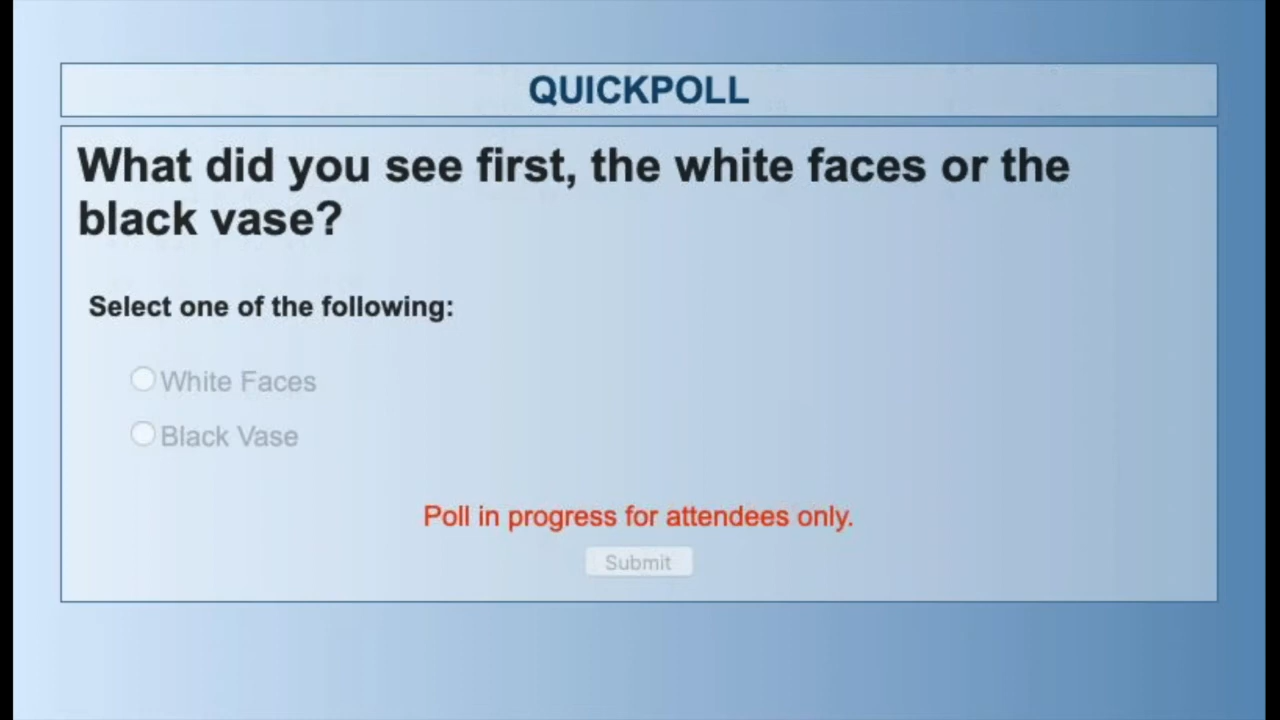 QUICKPOLL
What did you see first, the white faces or the
black vase?
Select one of the following:
White Faces
Black Vase
Poll in progress for attendees only.
Submit